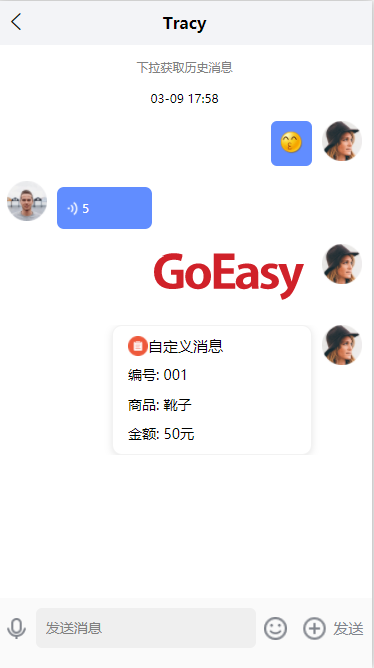 Tracy
下拉获取历史消息
03-09 17:58
5
GoEasy
自定义消息
编号: 001
商品: 靴子
金额: 50元
发送消息
发送